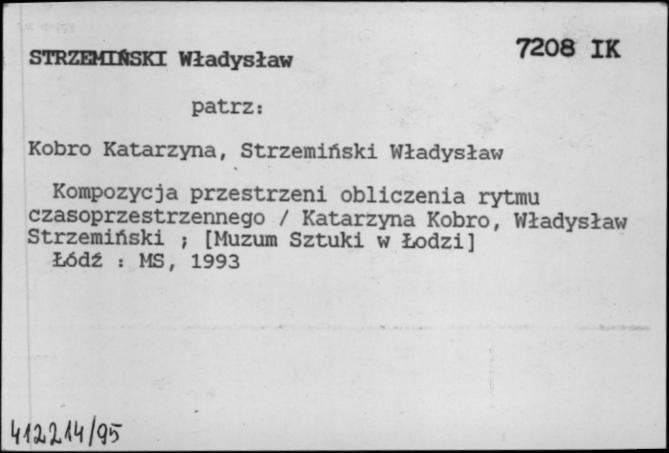 STRZEMIŃSKI Władysław
7208 IK
patrz:
Kobro Katarzyna, Strzemiński Władysław
Kompozycja przestrzeni obliczenia rytmu
czasoprzestrzennego / Katarzyna Kobro, Władysław
Strzemiński ; [Muzum Sztuki w Łodzi]
Łódź : MS, 1993
412214/95